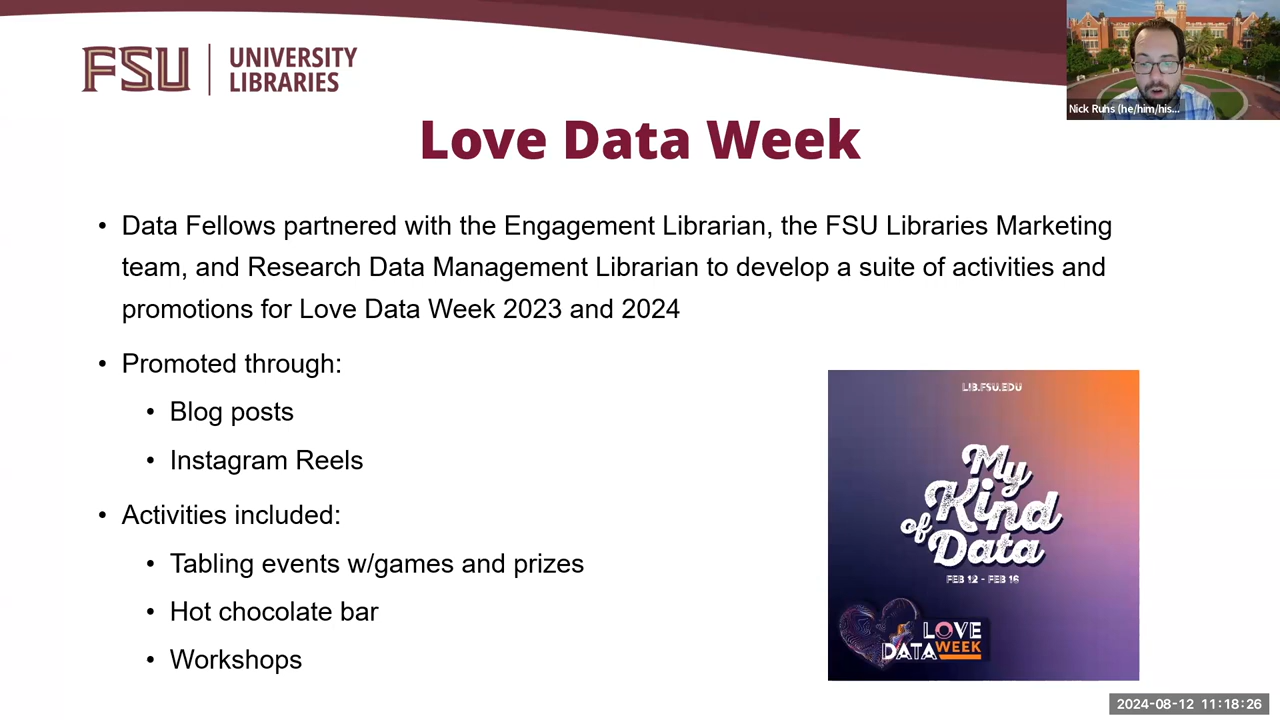 FSU | UNIVERSITY
LIBRARIES
Nick Ruhs (he/him/his...
Love Data Week
• Data Fellows partnered with the Engagement Librarian, the FSU Libraries Marketing
team, and Research Data Management Librarian to develop a suite of activities and
promotions for Love Data Week 2023 and 2024
• Promoted through:
• Blog posts
• Instagram Reels
• Activities included:
• Tabling events w/games and prizes
• Hot chocolate bar
• Workshops
LIB.FSU.EDU
My
Kind
of
Data
FEB 12 - FEB 16
LOVE
DATA WEEK
2024-08-12 11:18:26